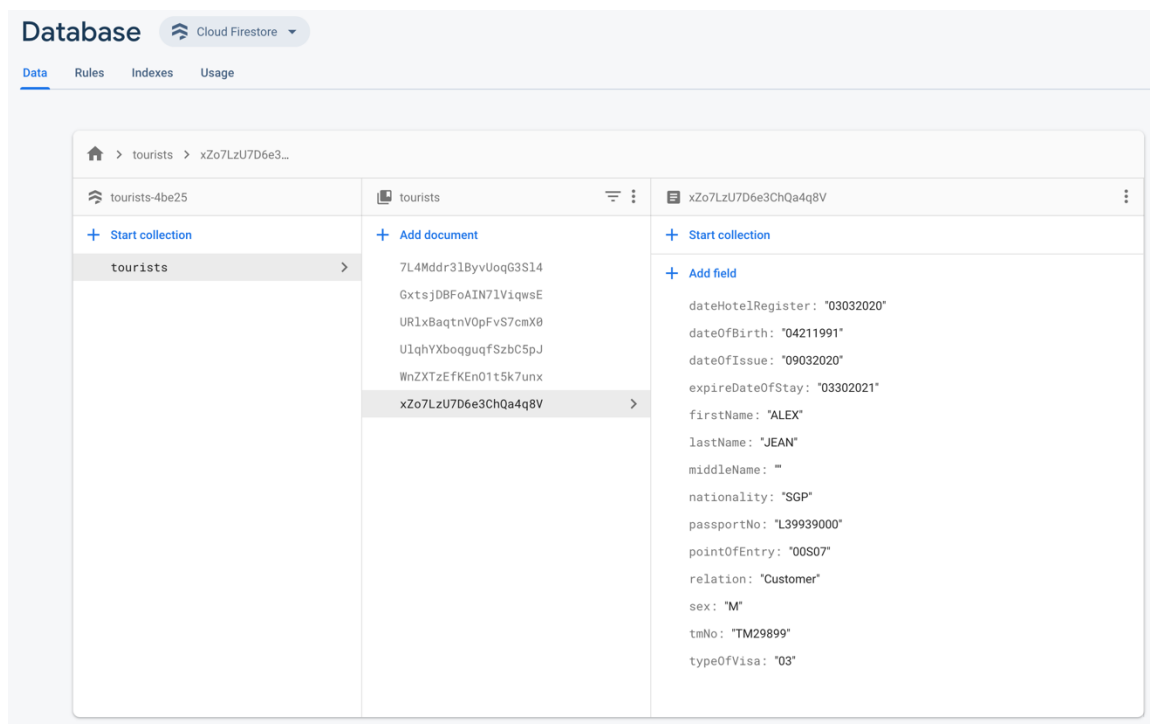 Database Cloud Firestore
Data Rules Indexes Usage
tourists xZo7LzU7D6e3…
tourists-4be25
Start collection
tourists
tourists
Add document
7L4Mddr3lByvUoqG3Sl4
GxtsjDBFoAIN7lViqwsE
URlxBaqtnVOpFvS7cmX0
UlqhYXboqguqfSzbC5pJ
WnZXTzEfKEnO1t5k7unx
xZo7LzU7D6e3ChQa4q8V
xZo7LzU7D6e3ChQa4q8V
Start collection
Add field
dateHotelRegister: "03032020"
dateOfBirth: "04211991"
dateOfIssue: "09032020"
expireDateOfStay: "03302021"
firstName: "ALEX"
lastName: "JEAN"
middleName: ""
nationality: "SGP"
passportNo: "L39939000"
pointOfEntry: "00S07"
relation: "Customer"
sex: "M"
tmNo: "TM29899"
typeOfVisa: "03"